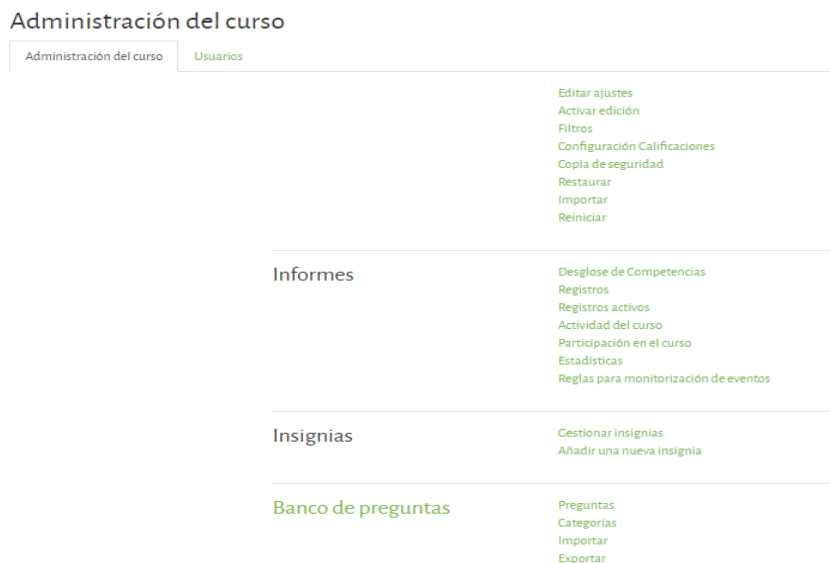 Administración del curso
Administración del curso Usuarios
Editar ajustes
Activar edición
Filtros
Configuración Calificaciones
Copia de seguridad
Restaurar
Importar
Reiniciar
Informes
Desglose de Competencias
Registros
Registros activos
Actividad del curso
Participación en el curso
Estadísticas
Reglas para monitorización de eventos
Insignias
Gestionar insignias
Añadir una nueva insignia
Banco de preguntas
Preguntas
Categorías
Importar
Exportar